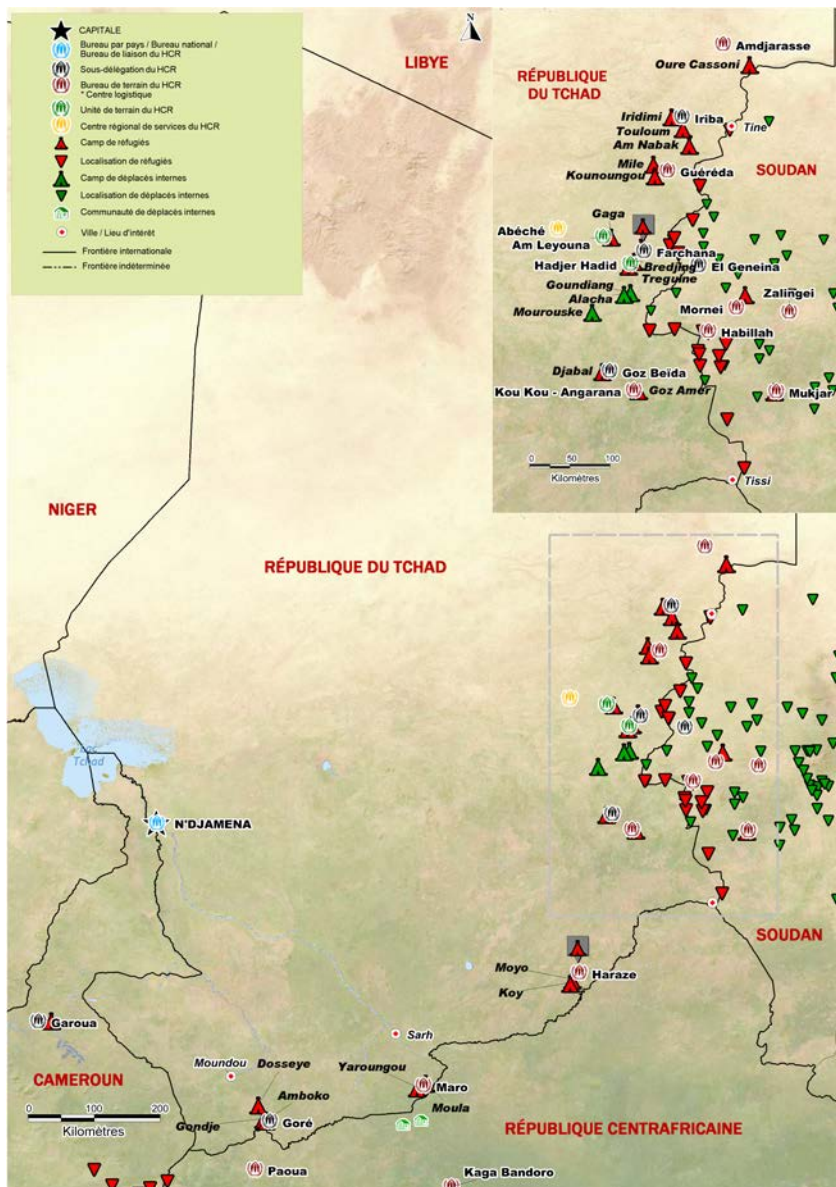 CAPITALE
Bureau par pays / Bureau national /
Bureau de liaison du HCR
Sous-délégation du HCR
Bureau de terrain du HCR
* Centre logistique
Unité de terrain du HCR
Centre régional de services du HCR
Camp de réfugiés
Localisation de réfugiés
Camp de déplacés internes
Localisation de déplacés internes
Communauté de déplacés internes
Ville / Lieu d'intérêt
Frontière internationale
Frontière indéterminée
N
LIBYE
Amdjarasse
Oure Cassoni
RÉPUBLIQUE
DU TCHAD
Iridimi
Iriba
Touloum
Tine
Am Nabak
SOUDAN
Mile
Guéréda
Kounoungou
Gaga
Abéché
Am Leyouna
Farchana
Hadjer Hadid
Bredjing
El Geneina
Treguine
Goundiang
Alacha
Zalingei
Mornei
Mourouske
Habillah
Djabal
Goz Beïda
Kou Kou - Angarana
Goz Amer
Mukjar
0 50 100
Kilomètres
Tissi
NIGER
RÉPUBLIQUE DU TCHAD
Lac
Tchad
N'DJAMENA
SOUDAN
Moyo
Haraze
Koy
Garoua
Sarh
Moundou
Dosseye
Yaroungou
CAMEROUN
Amboko
Maro
0 100 200
Kilomètres
Gondje
Goré
Moula
RÉPUBLIQUE CENTRAFRICAINE
Paoua
Kaga Bandoro